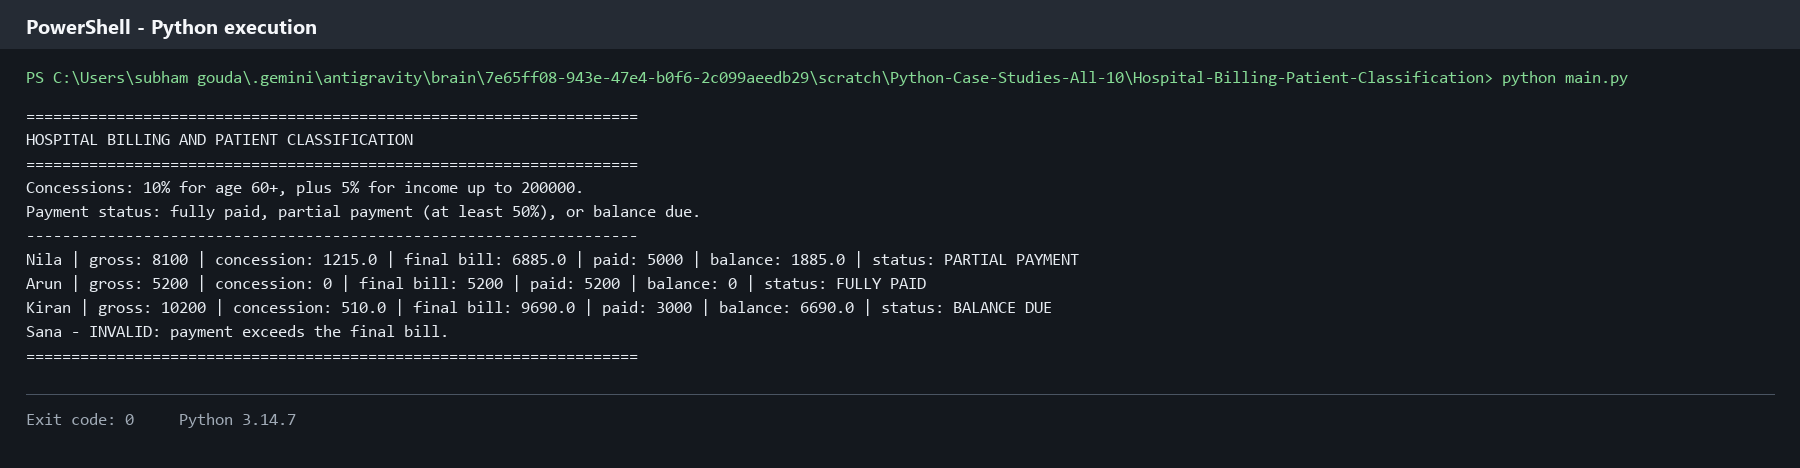 PowerShell - Python execution
PS C:\Users\subham gouda\.gemini\antigravity\brain\7e65ff08-943e-47e4-b0f6-2c099aeedb29\scratch\Python-Case-Studies-All-10\Hospital-Billing-Patient-Classification> python main.py
====================================================================
HOSPITAL BILLING AND PATIENT CLASSIFICATION
====================================================================
Concessions: 10% for age 60+, plus 5% for income up to 200000.
Payment status: fully paid, partial payment (at least 50%), or balance due.
--------------------------------------------------------------------
Nila | gross: 8100 | concession: 1215.0 | final bill: 6885.0 | paid: 5000 | balance: 1885.0 | status: PARTIAL PAYMENT
Arun | gross: 5200 | concession: 0 | final bill: 5200 | paid: 5200 | balance: 0 | status: FULLY PAID
Kiran | gross: 10200 | concession: 510.0 | final bill: 9690.0 | paid: 3000 | balance: 6690.0 | status: BALANCE DUE
Sana - INVALID: payment exceeds the final bill.
====================================================================
Exit code: 0     Python 3.14.7